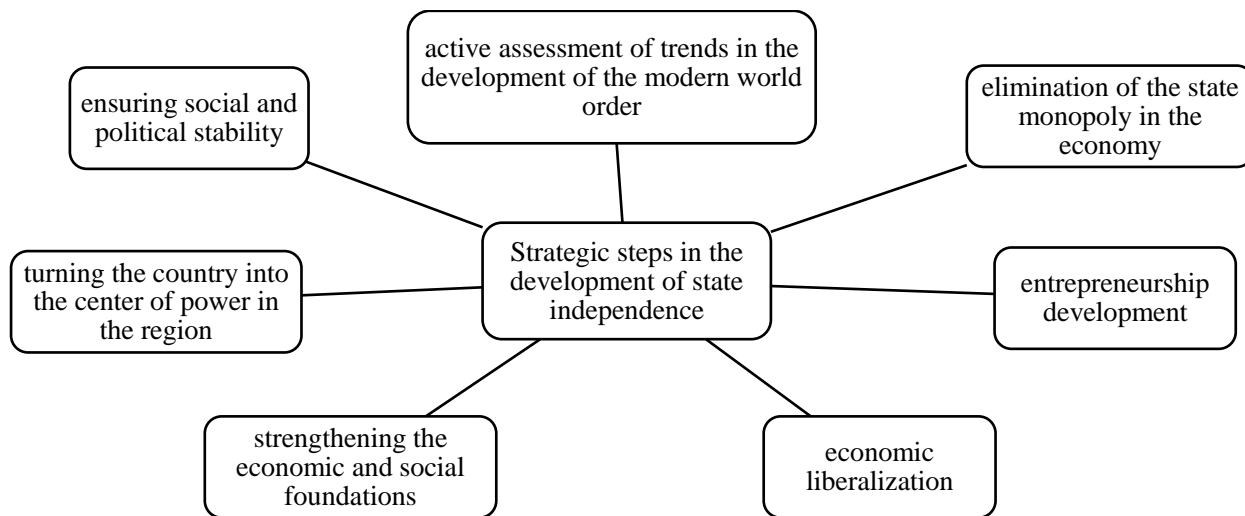 active assessment of trends in the
development of the modern world
order
ensuring social and
political stability
elimination of the state
monopoly in the
economy
Strategic steps in the
development of state
independence
turning the country into
the center of power in
the region
entrepreneurship
development
strengthening the
economic and social
foundations
economic
liberalization